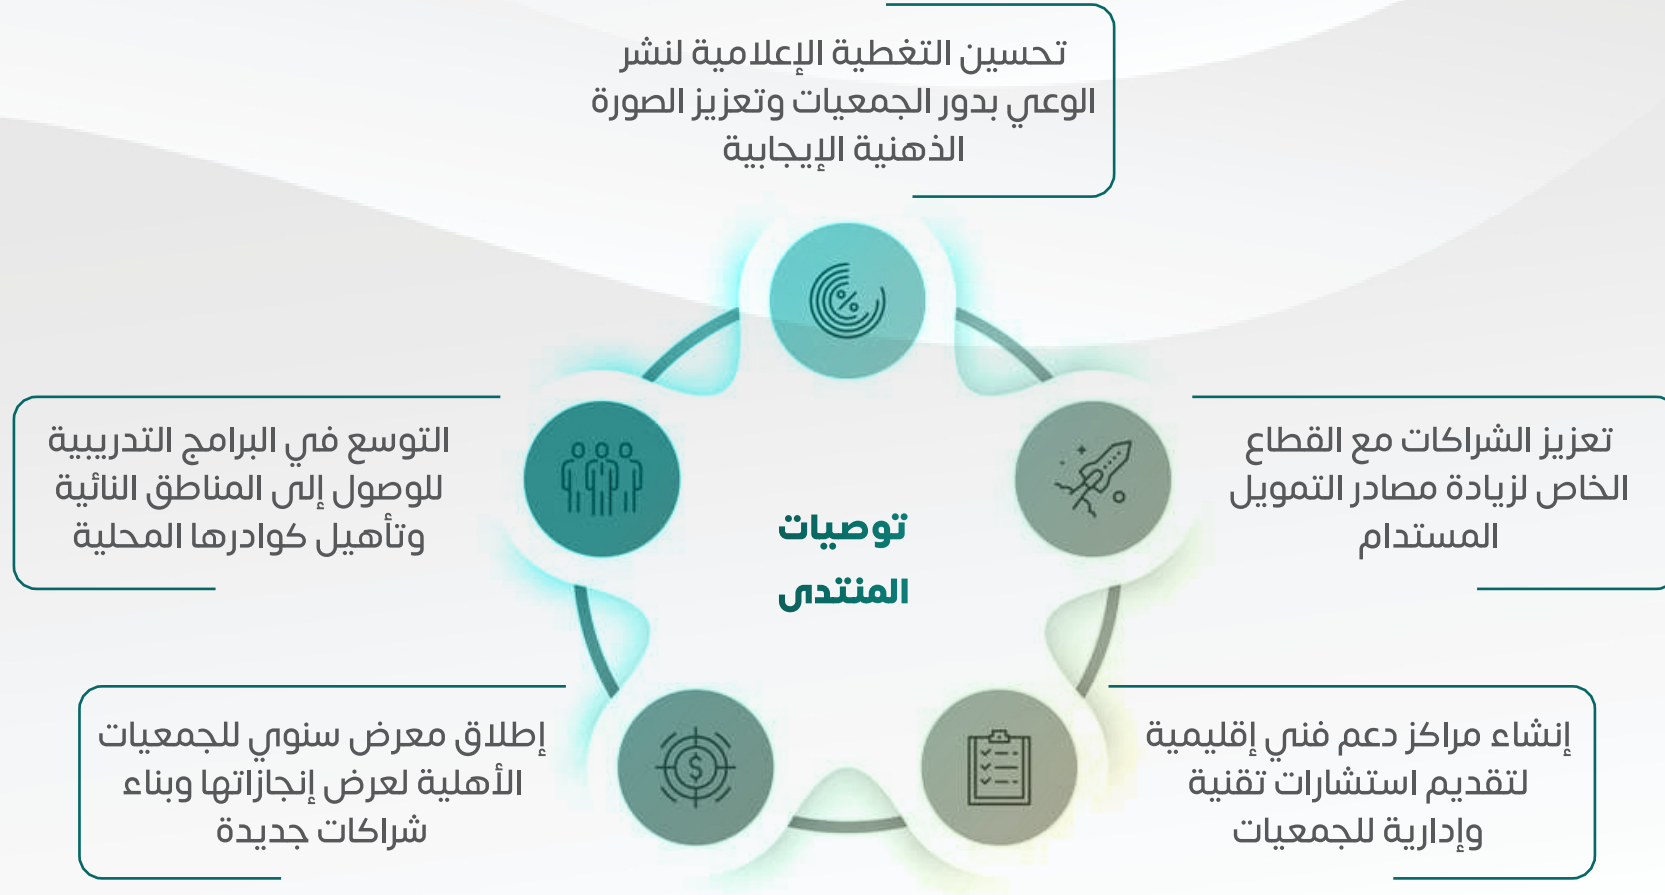 تحسين التغطية الإعلامية لنشر
الوعي بدور الجمعيات وتعزيز الصورة
الذهنية الإيجابية
تعزيز الشراكات مع القطاع
الخاص لزيادة مصادر التمويل
المستدام
التوسع في البرامج التدريبية
للوصول إلى المناطق النائية
وتأهيل كوادرها المحلية
توصيات
المنتدى
إنشاء مراكز دعم فني إقليمية
لتقديم استشارات تقنية
وإدارية للجمعيات
إطلاق معرض سنوي للجمعيات
الأهلية لعرض إنجازاتها وبناء
شراكات جديدة